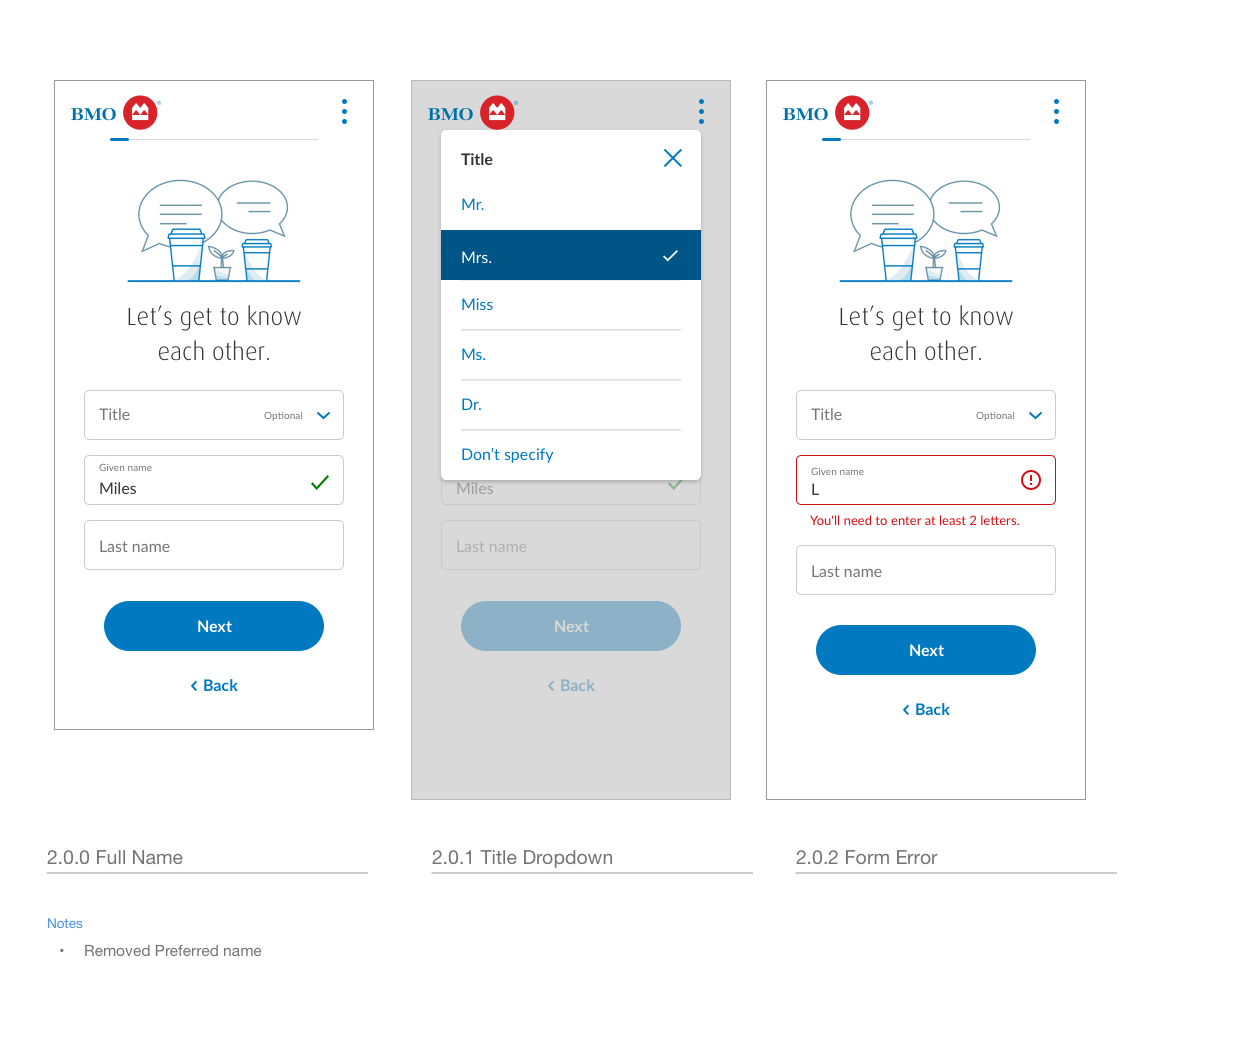 BMO
Let's get to know
each other.
Title Optional
Given name
Miles
Last name
Next
Back
BMO
Title
Mr.
Mrs.
Miss
Ms.
Dr.
Don't specify
Miles
Last name
Next
Back
BMO
Let's get to know
each other.
Title Optional
Given name
L
You'll need to enter at least 2 letters.
Last name
Next
Back
2.0.0 Full Name
2.0.1 Title Dropdown
2.0.2 Form Error
Notes
• Removed Preferred name